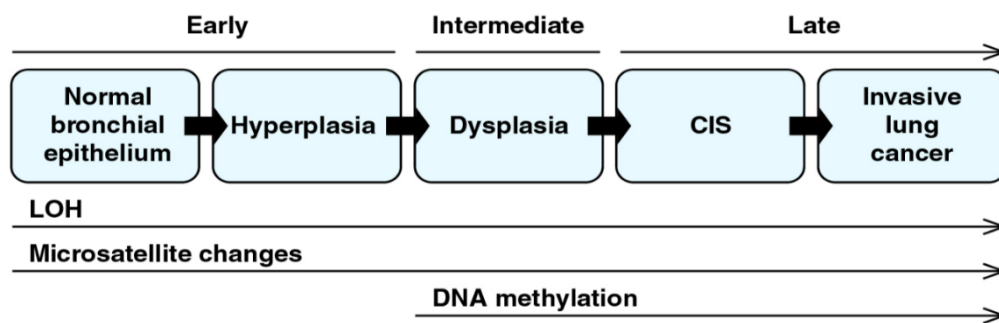 Early Intermediate Late
Normal
bronchial
epithelium
Hyperplasia
Dysplasia
CIS
Invasive
lung
cancer
LOH
Microsatellite changes
DNA methylation